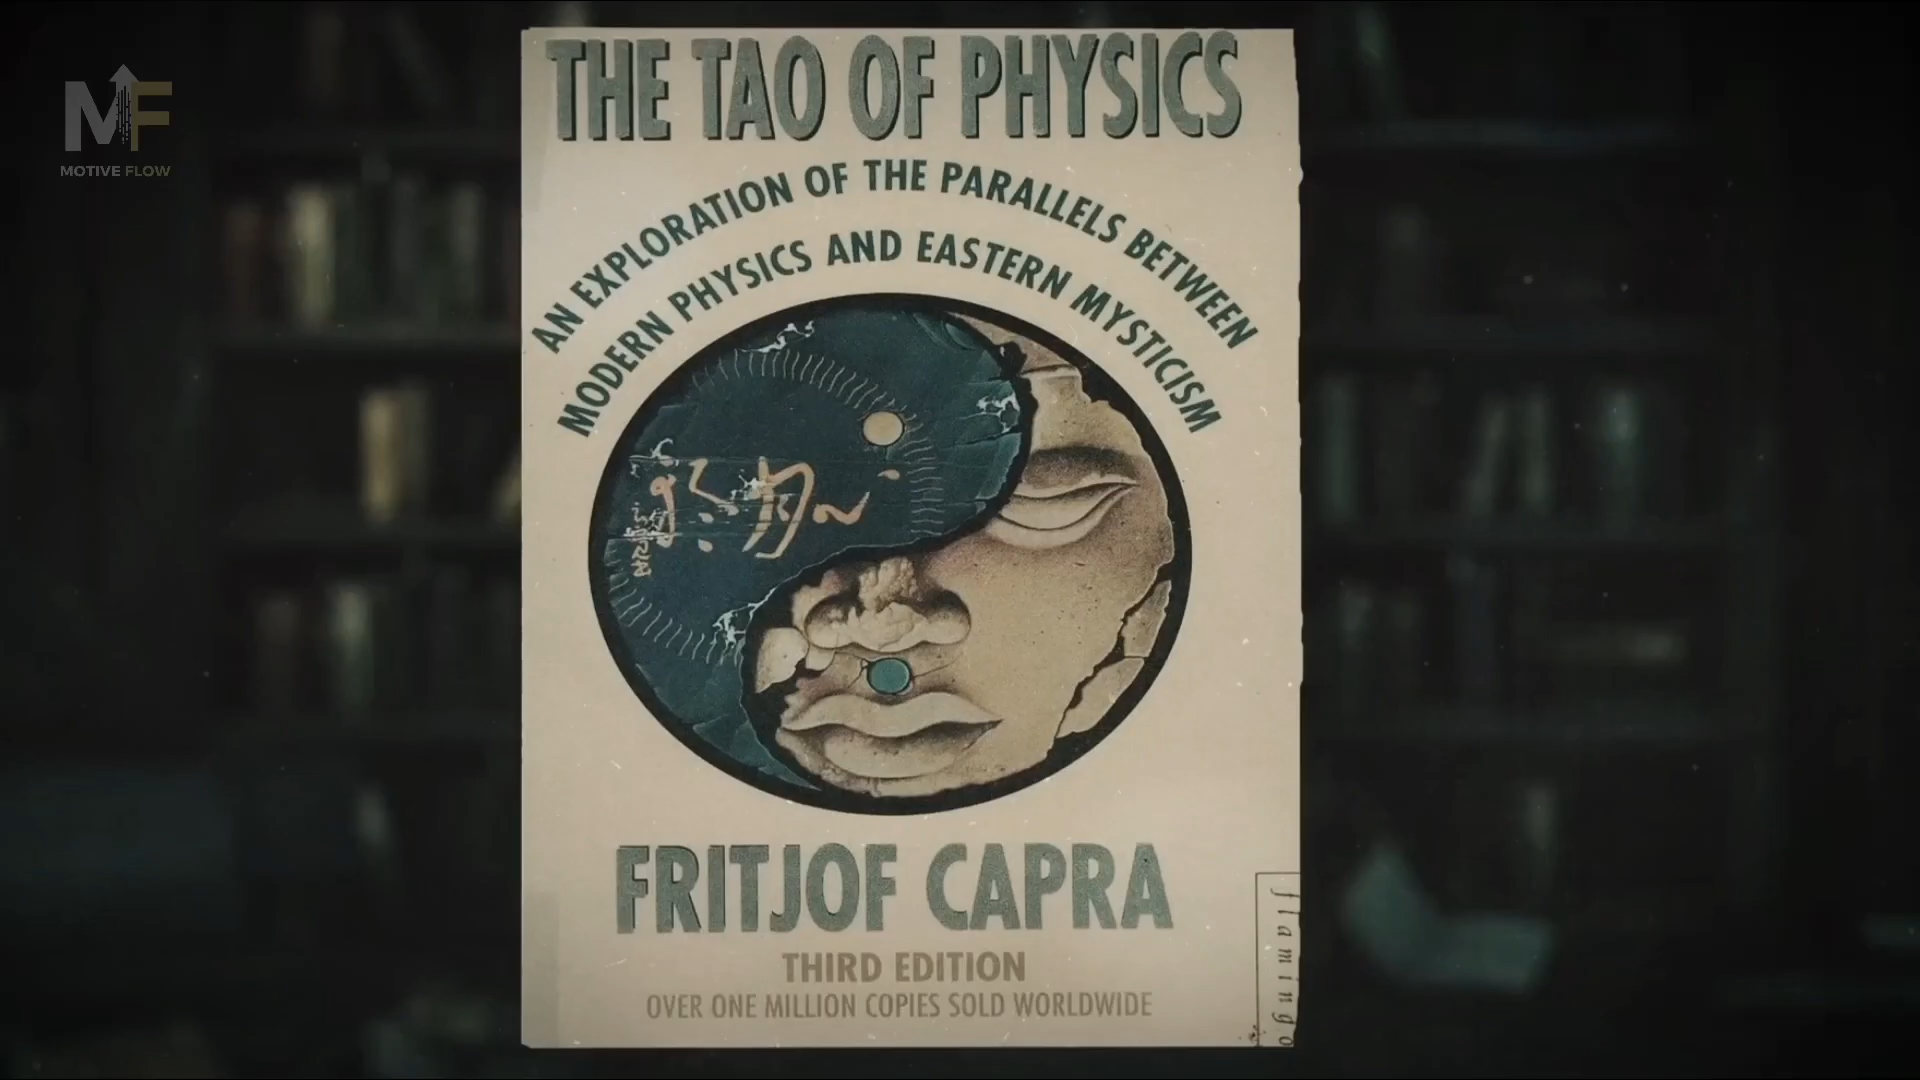 MF
MOTIVE FLOW
THE TAO OF PHYSICS
AN EXPLORATION OF THE PARALLELS BETWEEN
MODERN PHYSICS AND EASTERN MYSTICISM
FRITJOF CAPRA
THIRD EDITION
OVER ONE MILLION COPIES SOLD WORLDWIDE
flamingo